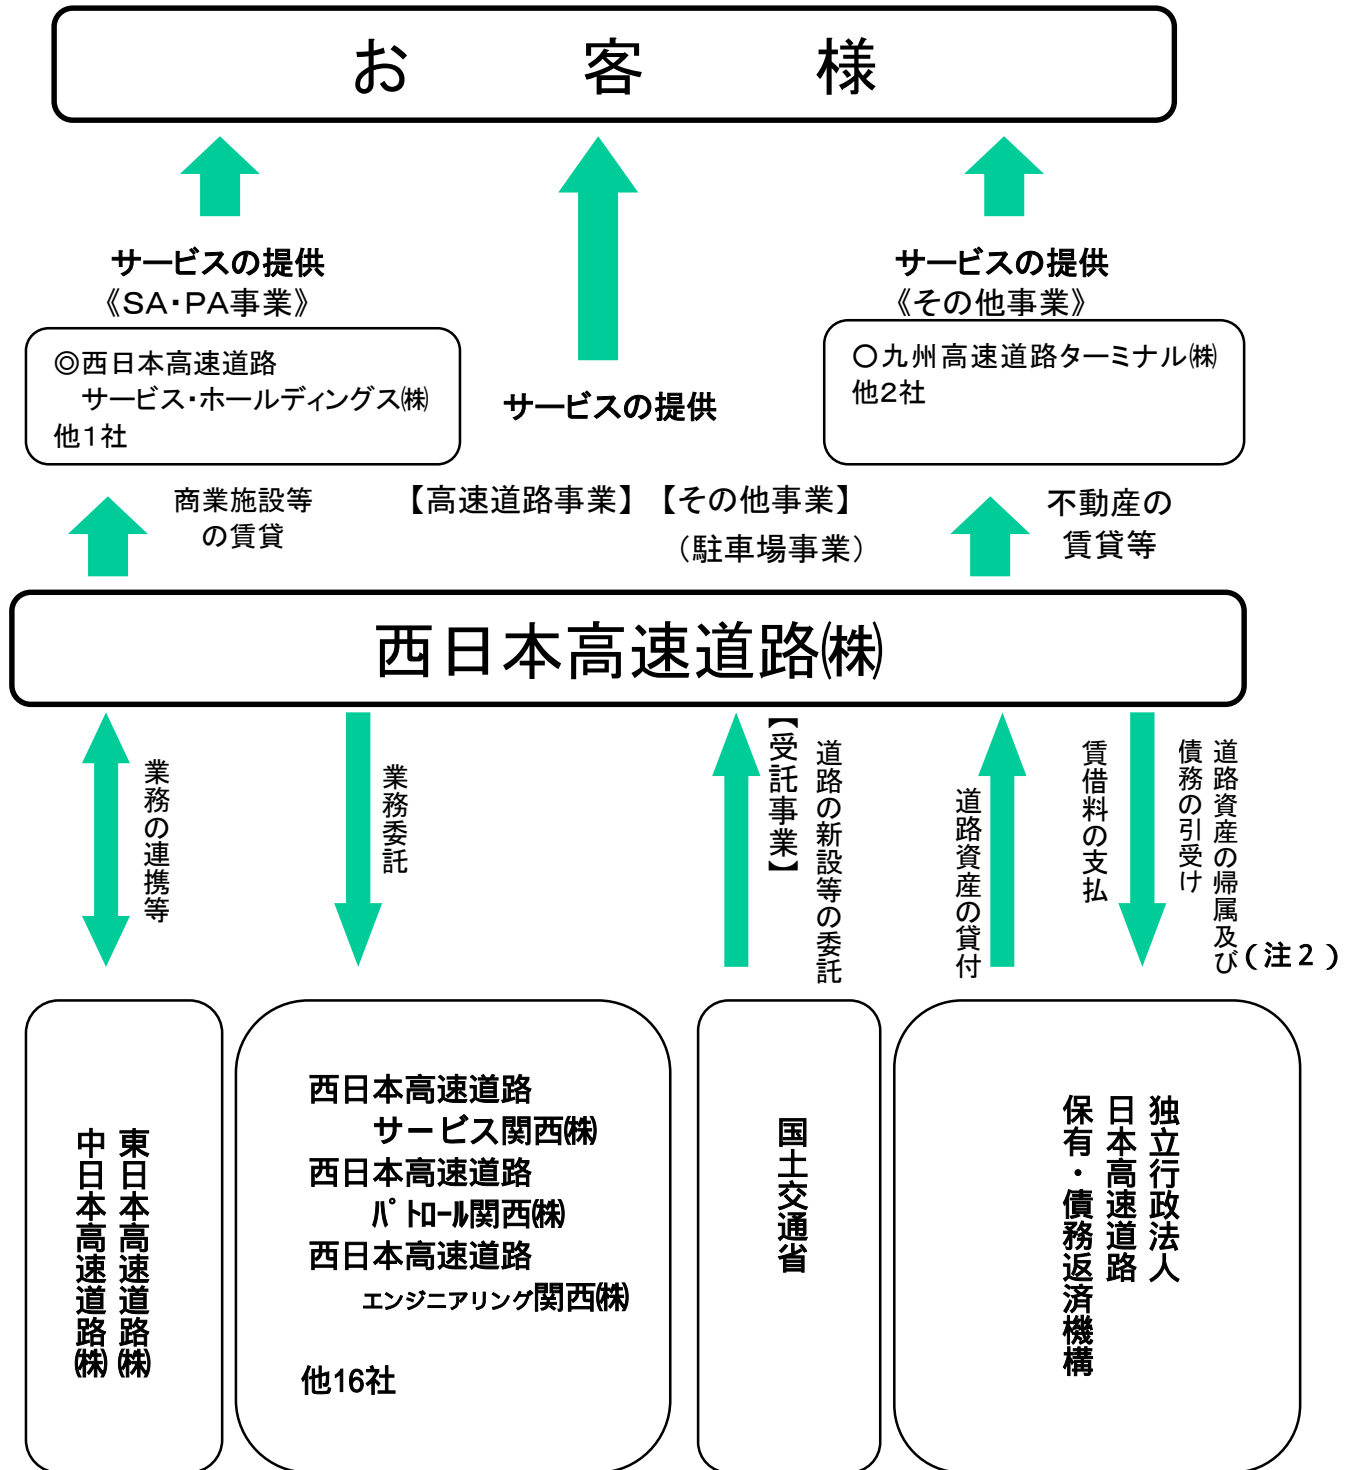 お客様
サービスの提供
《SA・PA事業》
◎西日本高速道路
サービス・ホールディングス㈱
他1社
サービスの提供
サービスの提供
《その他事業》
〇九州高速道路ターミナル㈱
他2社
商業施設等
の賃貸
【高速道路事業】【その他事業】
（駐車場事業）
不動産の
賃貸等
西日本高速道路㈱
業務の連携等
業務委託
【受託事業】
道路の新設等の委託
道路資産の貸付
賃借料の支払
道路資産の帰属及び
債務の引受け
（注２）
東日本高速道路㈱
中日本高速道路㈱
西日本高速道路
サービス関西㈱
西日本高速道路
ﾊﾟﾄﾛｰﾙ関西㈱
西日本高速道路
エンジニアリング関西㈱
他16社
国土交通省
独立行政法人
日本高速道路
保有・債務返済機構